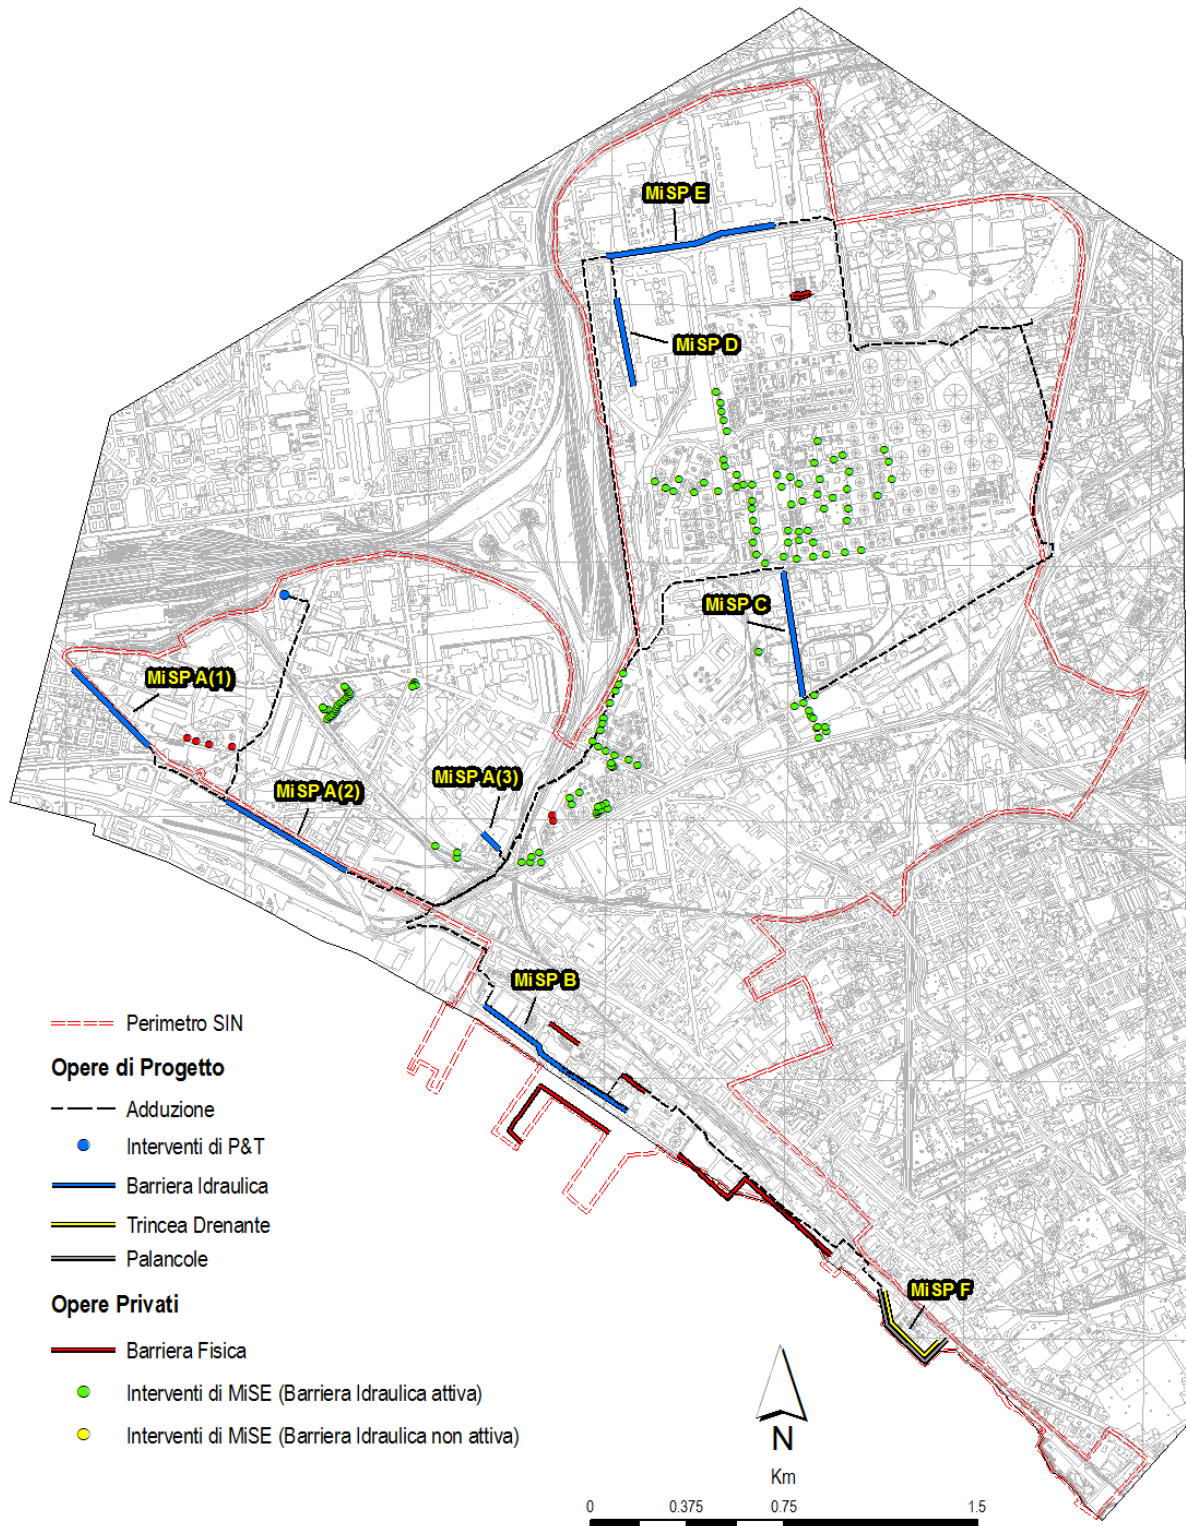 MiSP E
MiSP D
MiSP C
MiSP A(1)
MiSP A(2)
MiSP A(3)
MiSP B
MiSP F
Perimetro SIN
Opere di Progetto
Adduzione
Interventi di P&T
Barriera Idraulica
Trincea Drenante
Palancole
Opere Privati
Barriera Fisica
Interventi di MiSE (Barriera Idraulica attiva)
Interventi di MiSE (Barriera Idraulica non attiva)
N
Km
0 0.375 0.75 1.5